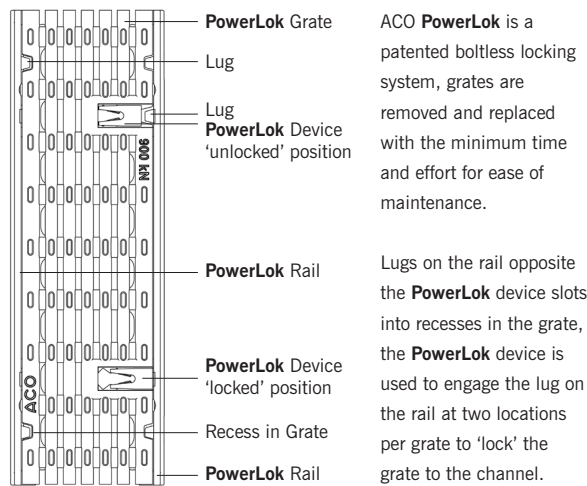 PowerLok Grate
Lug
Lug
PowerLok Device
‘unlocked’ position
900 kN
PowerLok Rail
PowerLok Device
‘locked’ position
ACO
Recess in Grate
PowerLok Rail
ACO PowerLok is a
patented boltless locking
system, grates are
removed and replaced
with the minimum time
and effort for ease of
maintenance.
Lugs on the rail opposite
the PowerLok device slots
into recesses in the grate,
the PowerLok device is
used to engage the lug on
the rail at two locations
per grate to ‘lock’ the
grate to the channel.